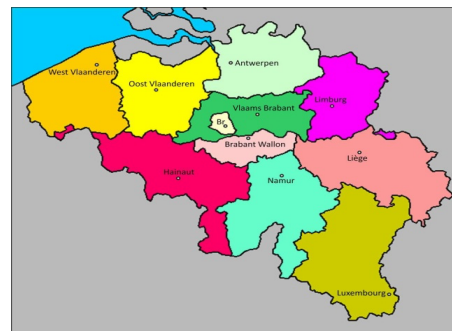 Antwerpen
West Vlaanderen
Oost Vlaanderen
Limburg
Vlaams Brabant
Br.
Brabant Wallon
Liège
Hainaut
Namur
Luxembourg